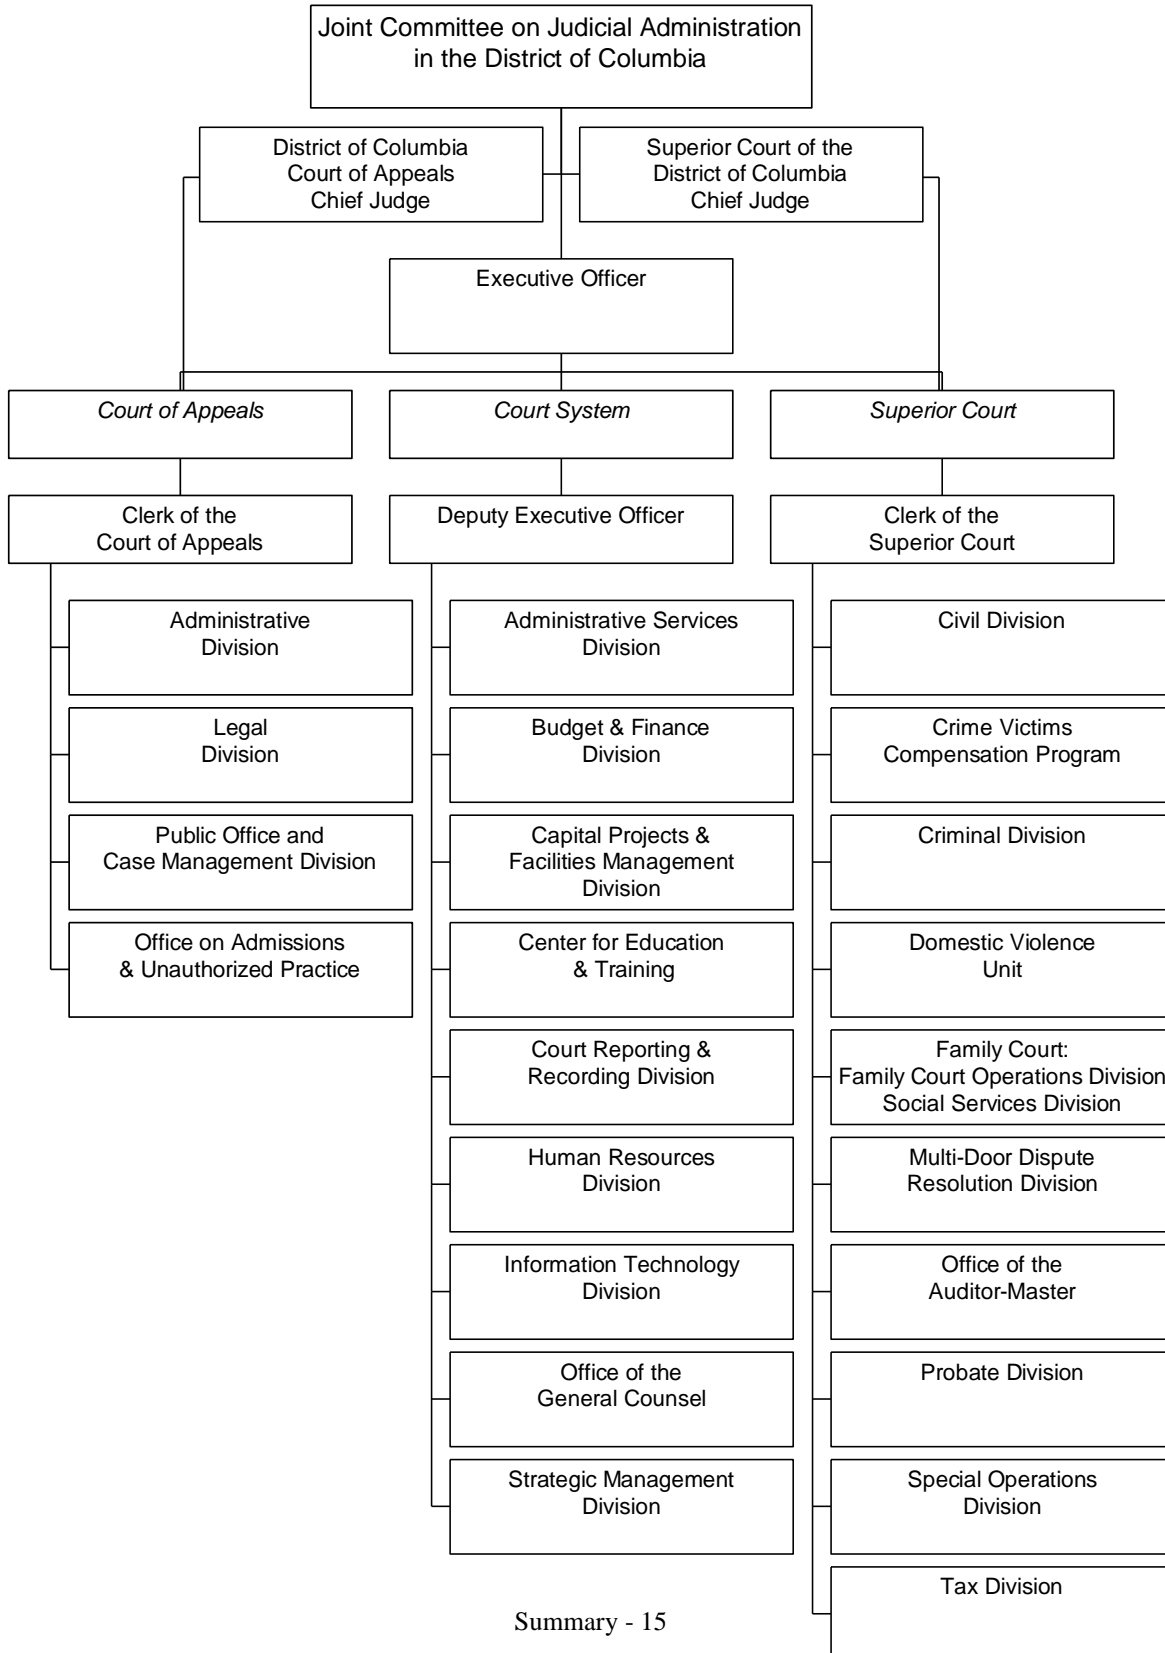 Joint Committee on Judicial Administration
in the District of Columbia
District of Columbia
Court of Appeals
Chief Judge
Superior Court of the
District of Columbia
Chief Judge
Executive Officer
Court of Appeals
Court System
Superior Court
Clerk of the
Court of Appeals
Deputy Executive Officer
Clerk of the
Superior Court
Administrative
Division
Legal
Division
Public Office and
Case Management Division
Office on Admissions
& Unauthorized Practice
Administrative Services
Division
Budget & Finance
Division
Capital Projects &
Facilities Management
Division
Center for Education
& Training
Court Reporting &
Recording Division
Human Resources
Division
Information Technology
Division
Office of the
General Counsel
Strategic Management
Division
Civil Division
Crime Victims
Compensation Program
Criminal Division
Domestic Violence
Unit
Family Court:
Family Court Operations Division
Social Services Division
Multi-Door Dispute
Resolution Division
Office of the
Auditor-Master
Probate Division
Special Operations
Division
Tax Division
Summary - 15